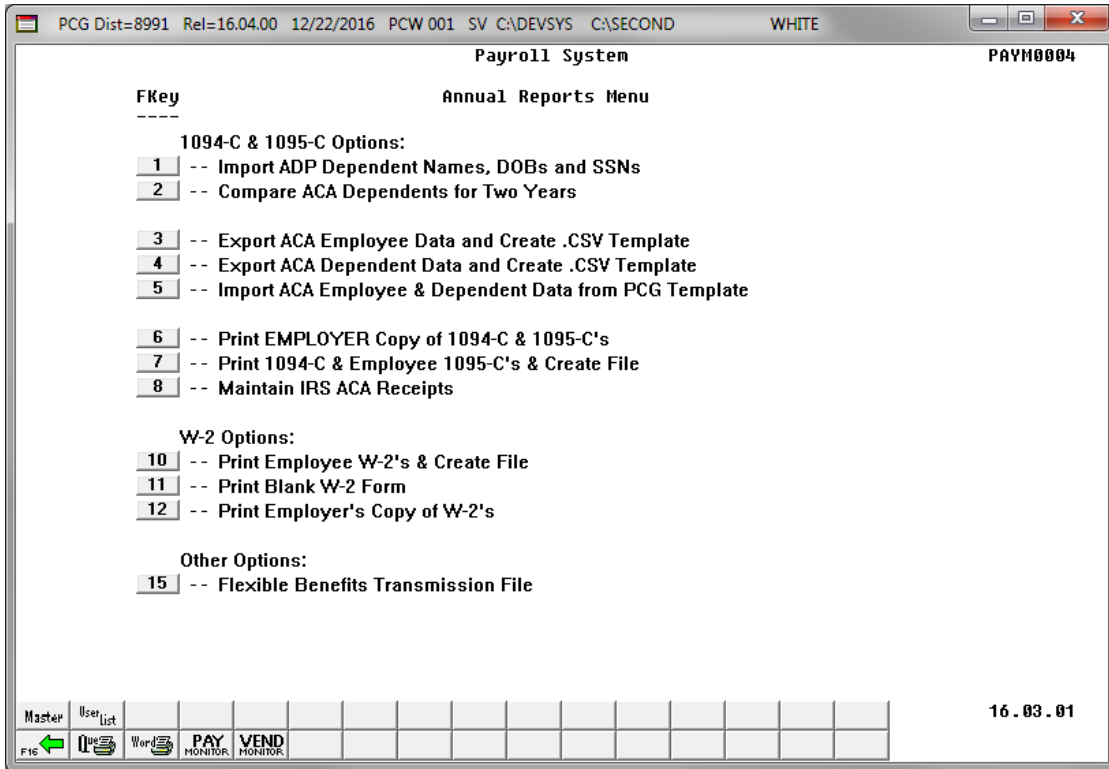 PCG Dist=8991 Rel=16.04.00 12/22/2016 PCW 001 SV C:\DEVSYS C:\SECOND WHITE
Payroll System PAYM0004
FKey Annual Reports Menu
----
1094-C & 1095-C Options:
1 -- Import ADP Dependent Names, DOBs and SSNs
2 -- Compare ACA Dependents for Two Years
3 -- Export ACA Employee Data and Create .CSV Template
4 -- Export ACA Dependent Data and Create .CSV Template
5 -- Import ACA Employee & Dependent Data from PCG Template
6 -- Print EMPLOYER Copy of 1094-C & 1095-C's
7 -- Print 1094-C & Employee 1095-C's & Create File
8 -- Maintain IRS ACA Receipts
W-2 Options:
10 -- Print Employee W-2's & Create File
11 -- Print Blank W-2 Form
12 -- Print Employer's Copy of W-2's
Other Options:
15 -- Flexible Benefits Transmission File
Master User List 16.03.01
F16 Que Word PAY MONITOR VEND MONITOR